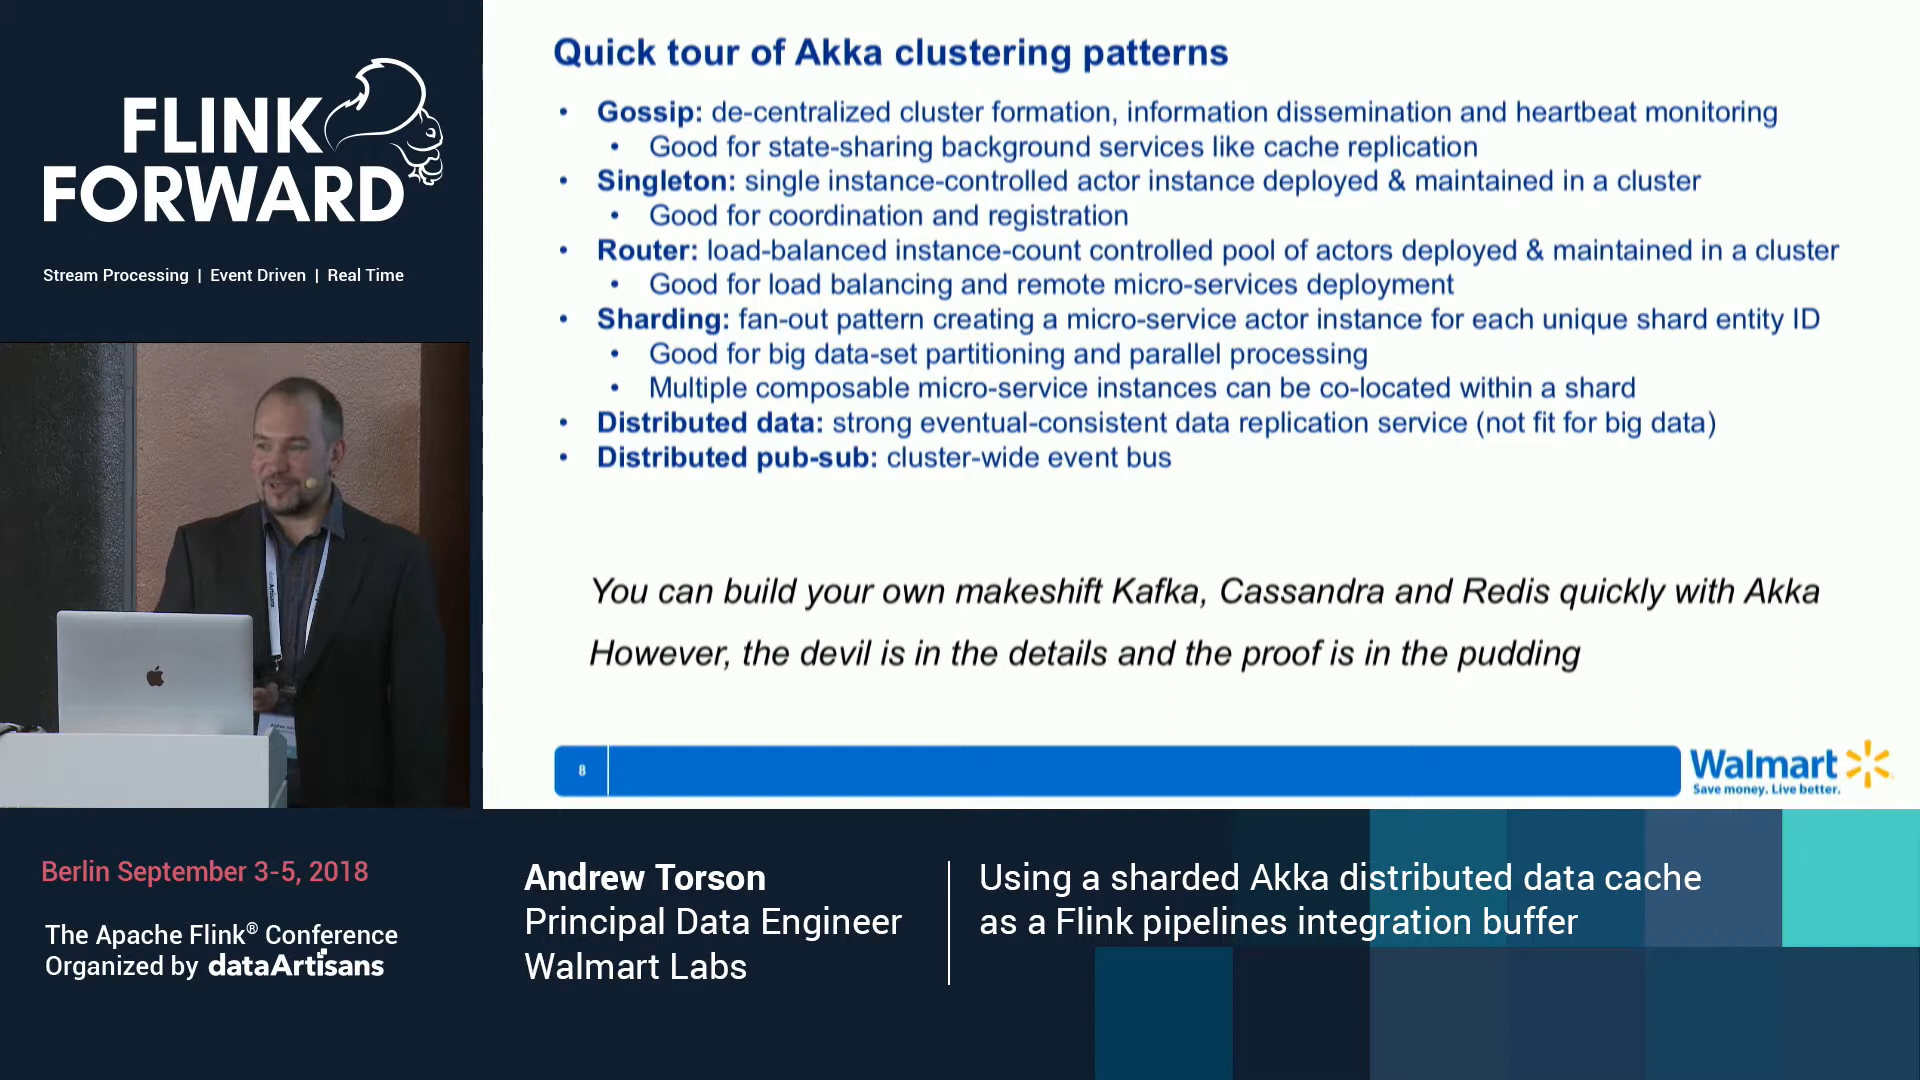 FLINK
FORWARD
Stream Processing | Event Driven | Real Time
Quick tour of Akka clustering patterns
• Gossip: de-centralized cluster formation, information dissemination and heartbeat monitoring
• Good for state-sharing background services like cache replication
• Singleton: single instance-controlled actor instance deployed & maintained in a cluster
• Good for coordination and registration
• Router: load-balanced instance-count controlled pool of actors deployed & maintained in a cluster
• Good for load balancing and remote micro-services deployment
• Sharding: fan-out pattern creating a micro-service actor instance for each unique shard entity ID
• Good for big data-set partitioning and parallel processing
• Multiple composable micro-service instances can be co-located within a shard
• Distributed data: strong eventual-consistent data replication service (not fit for big data)
• Distributed pub-sub: cluster-wide event bus
You can build your own makeshift Kafka, Cassandra and Redis quickly with Akka
However, the devil is in the details and the proof is in the pudding
8
Walmart
Save money. Live better.
Berlin September 3-5, 2018
The Apache Flink® Conference
Organized by dataArtisans
Andrew Torson
Principal Data Engineer
Walmart Labs
Using a sharded Akka distributed data cache
as a Flink pipelines integration buffer